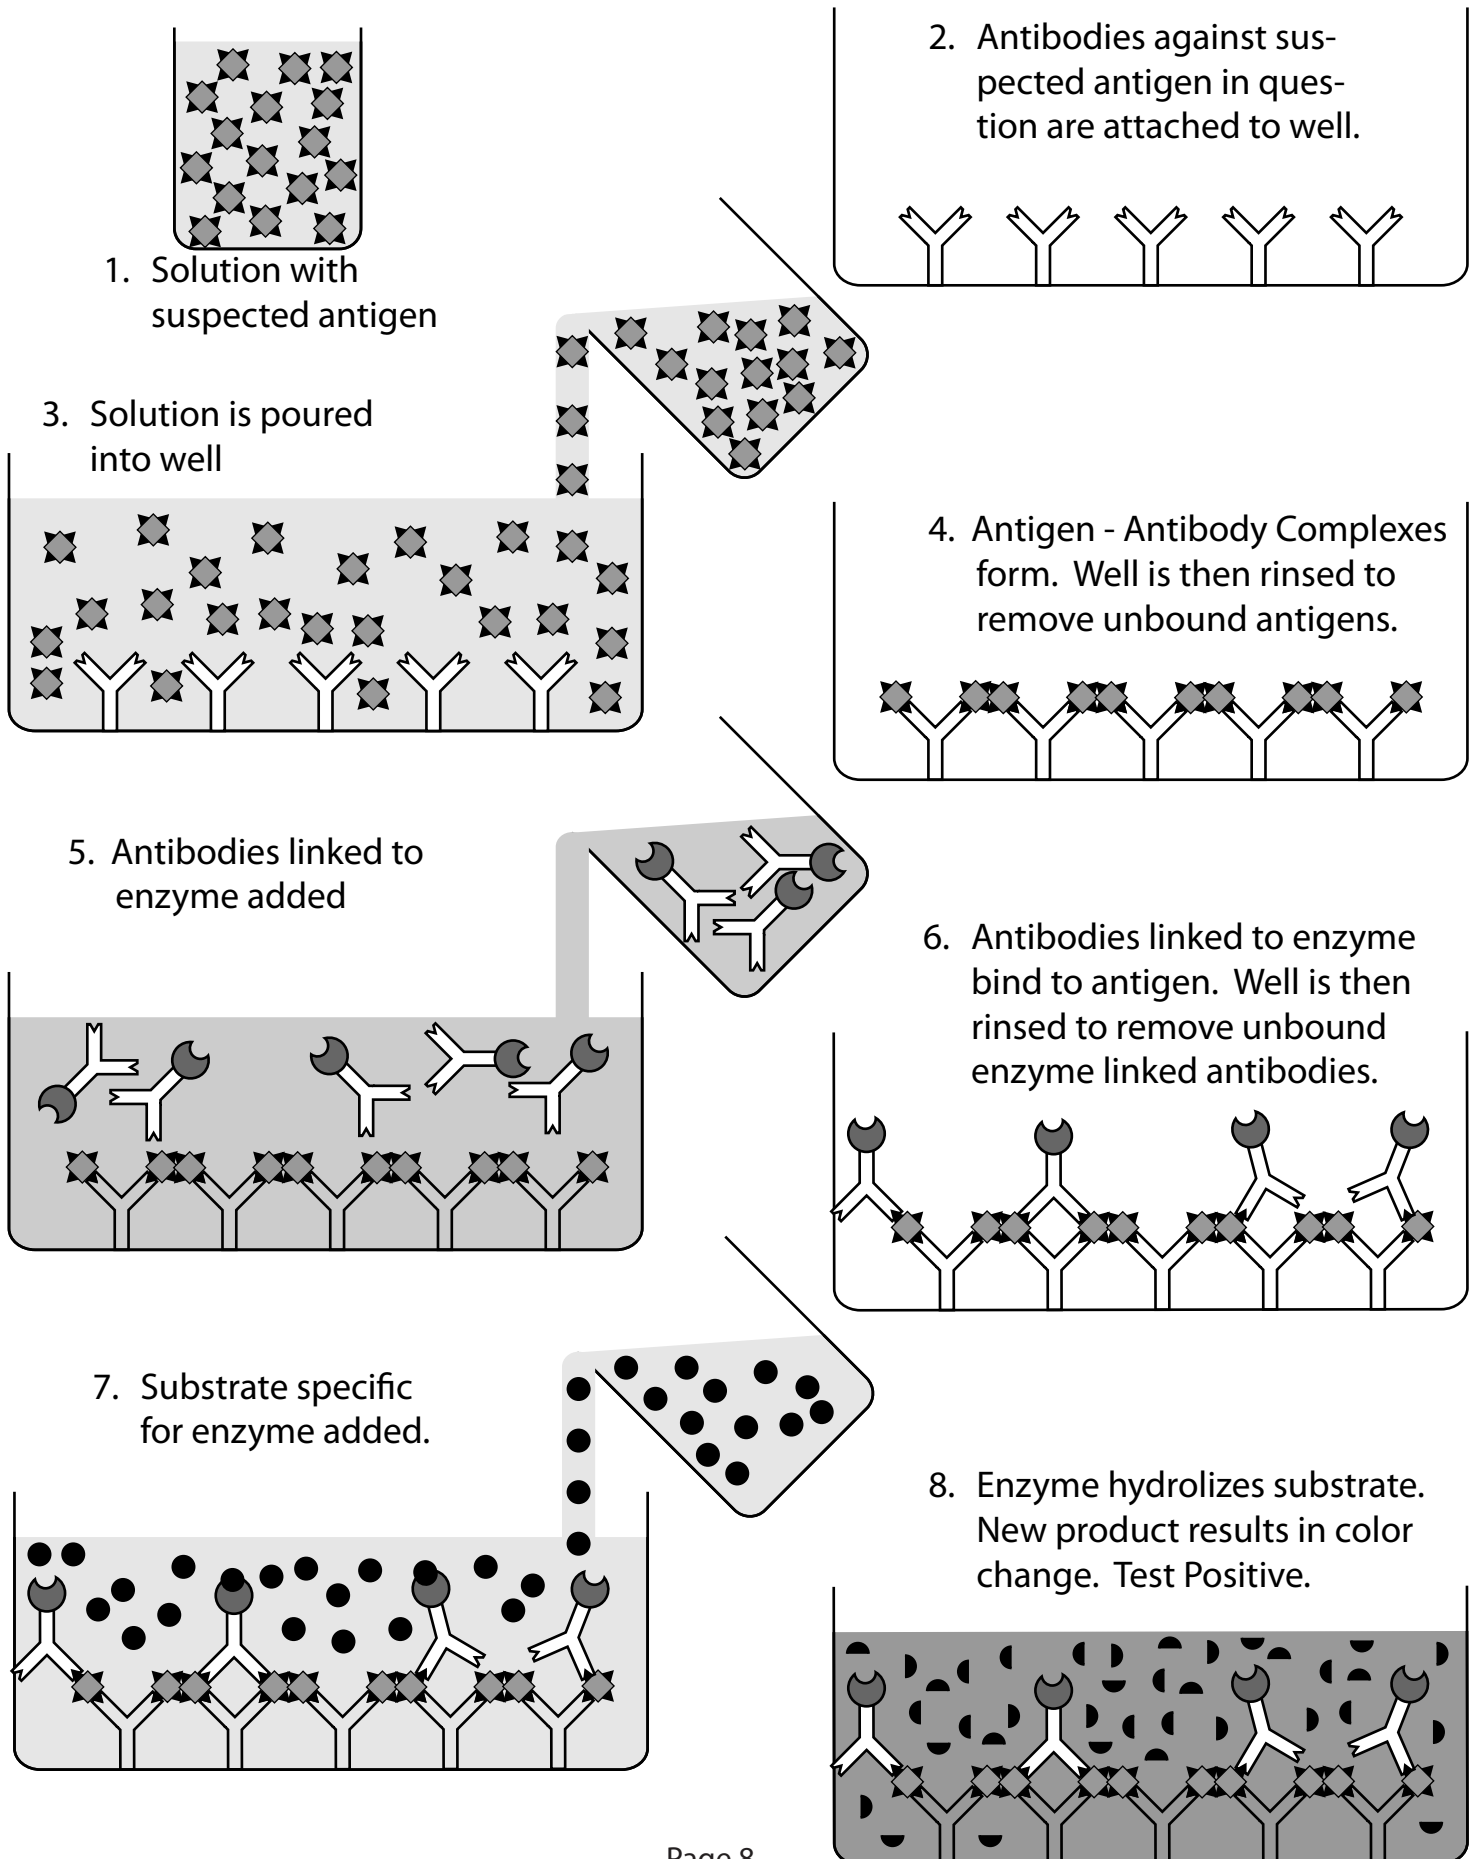 1. Solution with
suspected antigen
2. Antibodies against sus-
pected antigen in ques-
tion are attached to well.
3. Solution is poured
into well
4. Antigen - Antibody Complexes
form. Well is then rinsed to
remove unbound antigens.
5. Antibodies linked to
enzyme added
6. Antibodies linked to enzyme
bind to antigen. Well is then
rinsed to remove unbound
enzyme linked antibodies.
7. Substrate specific
for enzyme added.
8. Enzyme hydrolizes substrate.
New product results in color
change. Test Positive.
Page 8